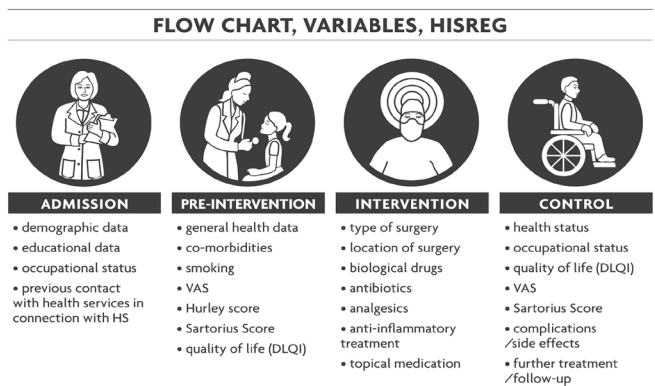 FLOW CHART, VARIABLES, HISREG
ADMISSION
• demographic data
• educational data
• occupational status
• previous contact
with health services in
connection with HS
PRE-INTERVENTION
• general health data
• co-morbidities
• smoking
• VAS
• Hurley score
• Sartorius Score
• quality of life (DLQI)
INTERVENTION
• type of surgery
• location of surgery
• biological drugs
• antibiotics
• analgesics
• anti-inflammatory
treatment
• topical medication
CONTROL
• health status
• occupational status
• quality of life (DLQI)
• VAS
• Sartorius Score
• complications
/side effects
• further treatment
/follow-up